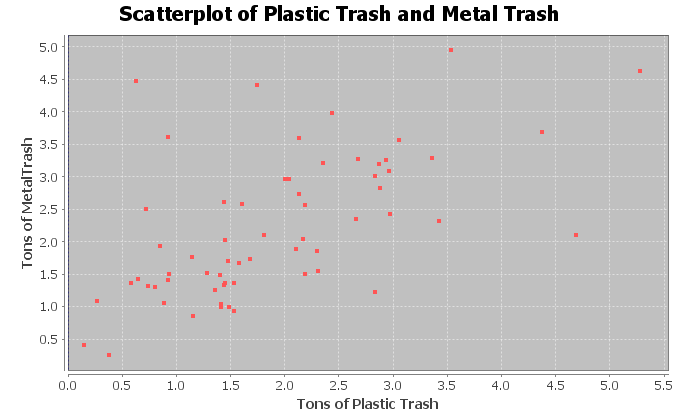 Scatterplot of Plastic Trash and Metal Trash
Tons of MetalTrash
5.0
4.5
4.0
3.5
3.0
2.5
2.0
1.5
1.0
0.5
0.0 0.5 1.0 1.5 2.0 2.5 3.0 3.5 4.0 4.5 5.0 5.5
Tons of Plastic Trash